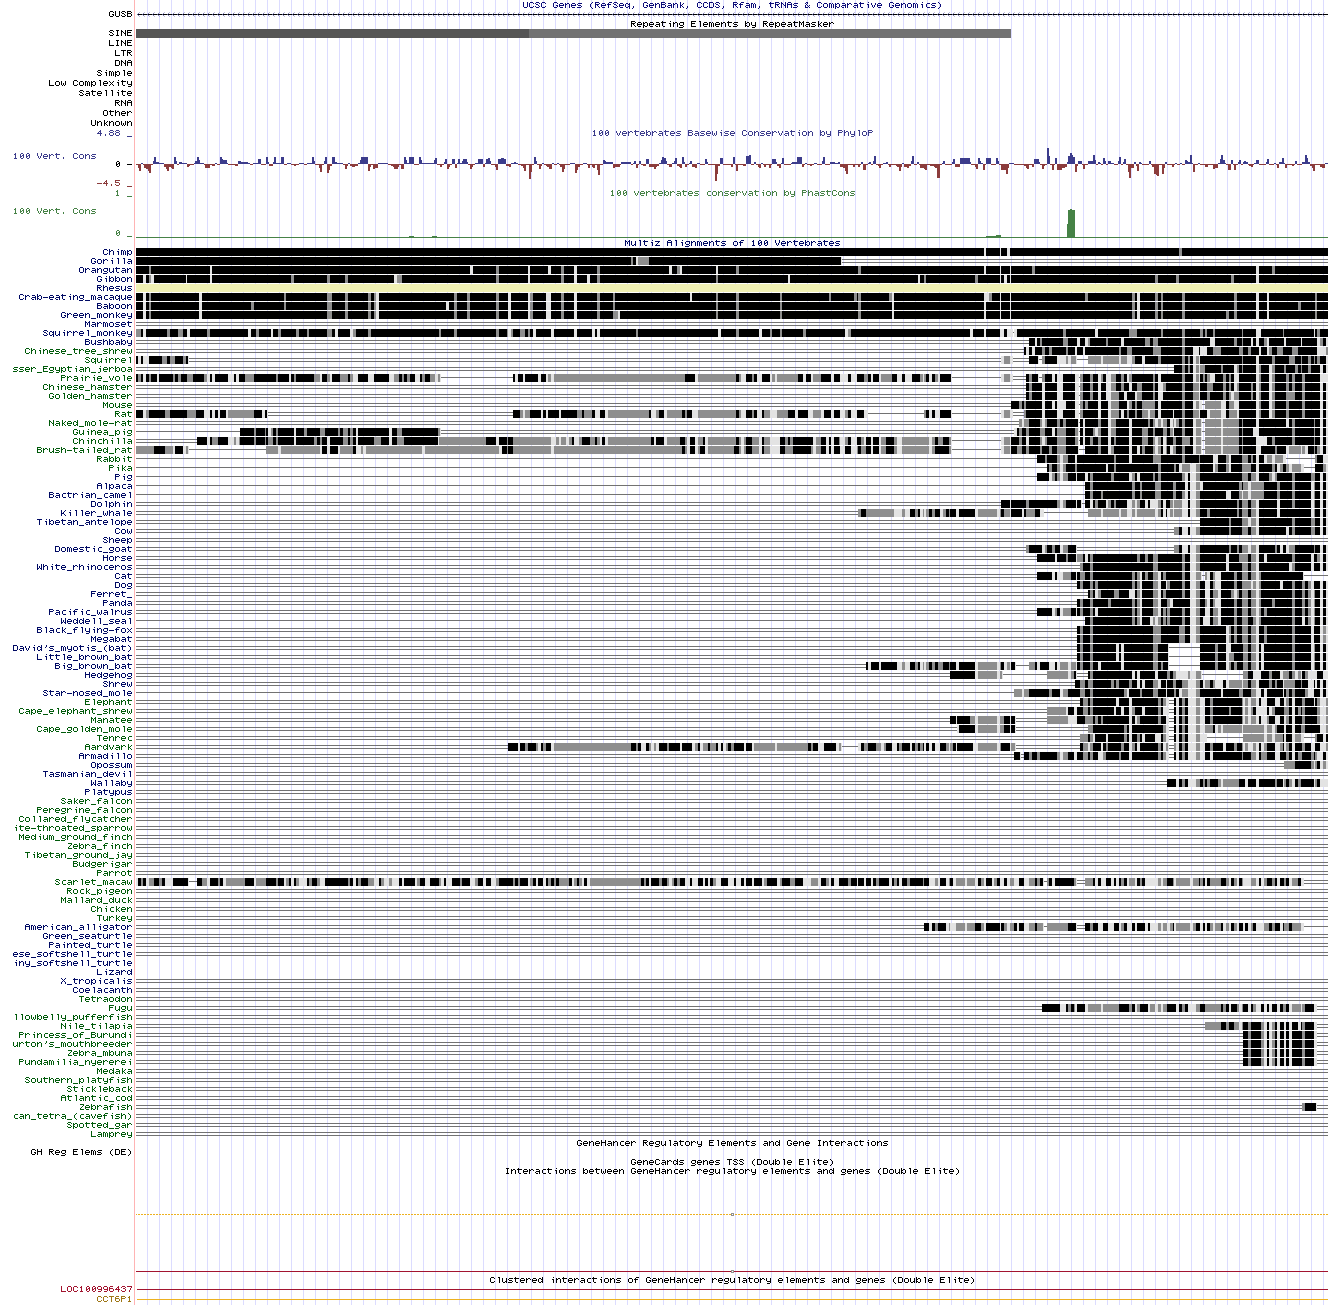 UCSC Genes (RefSeq, GenBank, CCDS, Rfam, tRNAs & Comparative Genomics)
GUSB
Repeating Elements by RepeatMasker
SINE
LINE
LTR
DNA
Simple
Low Complexity
Satellite
RNA
Other
Unknown
4.88 _
100 vertebrates Basewise Conservation by PhyloP
100 Vert. Cons
0 _
-4.5 _
1 _
100 vertebrates conservation by PhastCons
100 Vert. Cons
0 _
Multiz Alignments of 100 Vertebrates
Chimp
Gorilla
Orangutan
Gibbon
Rhesus
Crab-eating_macaque
Baboon
Green_monkey
Marmoset
Squirrel_monkey
Bushbaby
Chinese_tree_shrew
Squirrel
sser_Egyptian_jerboa
Prairie_vole
Chinese_hamster
Golden_hamster
Mouse
Rat
Naked_mole-rat
Guinea_pig
Chinchilla
Brush-tailed_rat
Rabbit
Pika
Pig
Alpaca
Bactrian_camel
Dolphin
Killer_whale
Tibetan_antelope
Cow
Sheep
Domestic_goat
Horse
White_rhinoceros
Cat
Dog
Ferret_
Panda
Pacific_walrus
Weddell_seal
Black_flying-fox
Megabat
David's_myotis_(bat)
Little_brown_bat
Big_brown_bat
Hedgehog
Shrew
Star-nosed_mole
Elephant
Cape_elephant_shrew
Manatee
Cape_golden_mole
Tenrec
Aardvark
Armadillo
Opossum
Tasmanian_devil
Wallaby
Platypus
Saker_falcon
Peregrine_falcon
Collared_flycatcher
ite-throated_sparrow
Medium_ground_finch
Zebra_finch
Tibetan_ground_jay
Budgerigar
Parrot
Scarlet_macaw
Rock_pigeon
Mallard_duck
Chicken
Turkey
American_alligator
Green_seaturtle
Painted_turtle
ese_softshell_turtle
iny_softshell_turtle
Lizard
X_tropicalis
Coelacanth
Tetraodon
Fugu
llowbelly_pufferfish
Nile_tilapia
Princess_of_Burundi
urton's_mouthbreeder
Zebra_mbuna
Pundamilia_nyererei
Medaka
Southern_platyfish
Stickleback
Atlantic_cod
Zebrafish
can_tetra_(cavefish)
Spotted_gar
Lamprey
GeneHancer Regulatory Elements and Gene Interactions
GH Reg Elems (DE)
GeneCards genes TSS (Double Elite)
Interactions between GeneHancer regulatory elements and genes (Double Elite)
Clustered interactions of GeneHancer regulatory elements and genes (Double Elite)
LOC100996437
CCT6P1